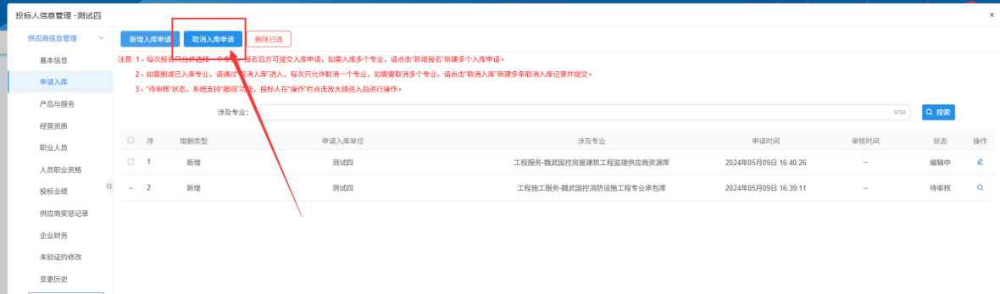 投标人信息管理 -测试四
×
供应商信息管理
基本信息
申请入库
产品与服务
经营资质
职业人员
人员职业资格
投标业绩
供应商奖惩记录
企业财务
未验证的修改
变更历史
新增入库申请 取消入库申请 删除已选
注意: 1、每次报名只允许选择一个专业,报名后方可提交入库申请,如需入库多个专业,请点击"新增报名"新建多个入库申请。
2、如需删减已入库专业,请通过"取消入库"进入,每次只允许取消一个专业,如需要取消多个专业,请点击"取消入库"新建多条取消入库记录并提交。
3、"待审核"状态,系统支持"撤回"功能,投标人在"操作"栏点击放大镜进入后进行操作。
涉及专业: 0/50 搜索
序 增删类型 申请入库单位 涉及专业 申请时间 审核时间 状态 操作
1 新增 测试四 工程服务-魏武国控房屋建筑工程监理供应商资源库 2024年05月09日 16:40:26 -- 编辑中
-- 2 新增 测试四 工程施工服务-魏武国控消防设施工程专业承包库 2024年05月09日 16:39:11 -- 待审核